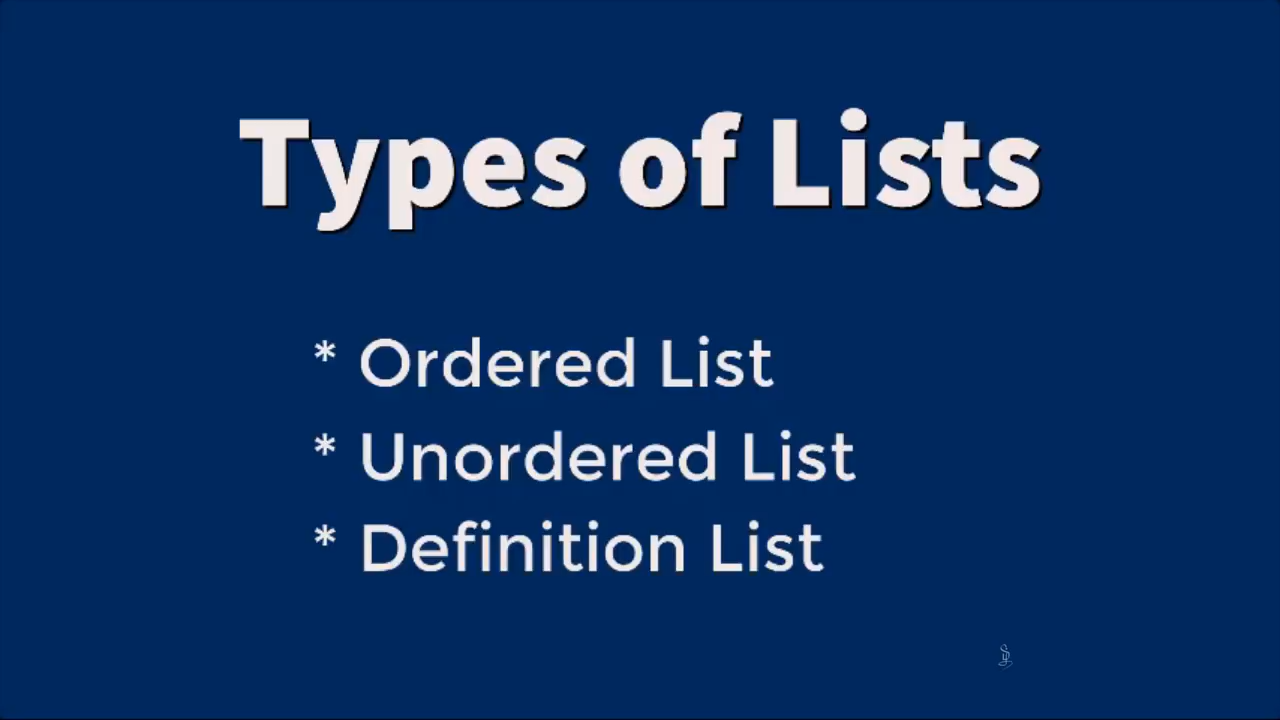 Types of Lists
* Ordered List
* Unordered List
* Definition List